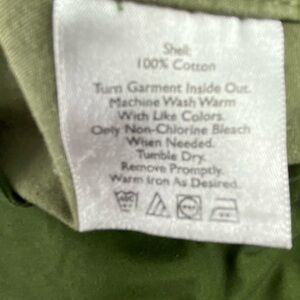 Shell:
100% Cotton
Turn Garment Inside Out.
Machine Wash Warm
With Like Colors.
Only Non-Chlorine Bleach
When Needed.
Tumble Dry.
Remove Promptly.
Warm Iron As Desired.